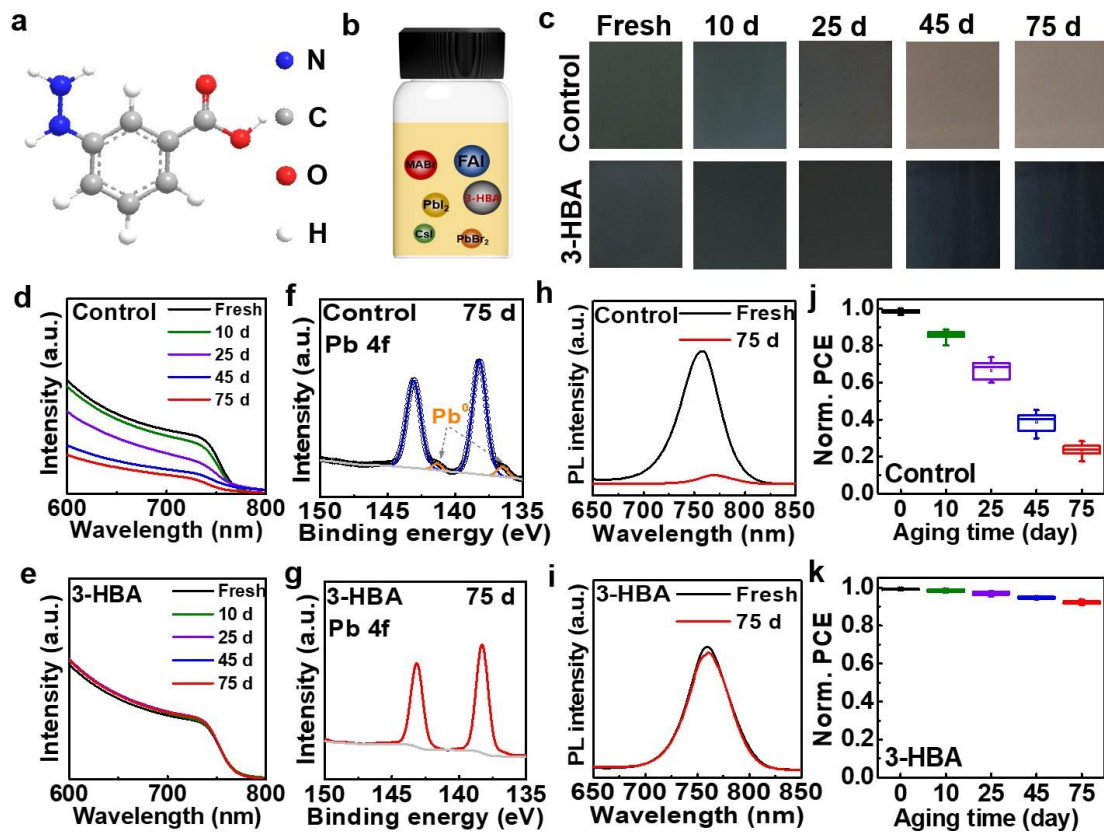 a
N
C
O
H
b
MABr
FAI
PbI₂
3-HBA
CsI
PbBr₂
c
Fresh 10 d 25 d 45 d 75 d
Control
3-HBA
d
Control
Fresh
10 d
25 d
45 d
75 d
Intensity (a.u.)
600 700 800
Wavelength (nm)
f
Control 75 d
Pb 4f
Pb⁰
Intensity (a.u.)
150 145 140 135
Binding energy (eV)
h
Control
Fresh
75 d
PL intensity (a.u.)
650 700 750 800 850
Wavelength (nm)
j
1.0
0.8
0.6
0.4
0.2
0.0
Norm. PCE
Control
0 10 25 45 75
Aging time (day)
e
3-HBA
Fresh
10 d
25 d
45 d
75 d
Intensity (a.u.)
600 700 800
Wavelength (nm)
g
3-HBA 75 d
Pb 4f
Intensity (a.u.)
150 145 140 135
Binding energy (eV)
i
3-HBA
Fresh
75 d
PL intensity (a.u.)
650 700 750 800 850
Wavelength (nm)
k
1.0
0.8
0.6
0.4
0.2
0.0
Norm. PCE
3-HBA
0 10 25 45 75
Aging time (day)